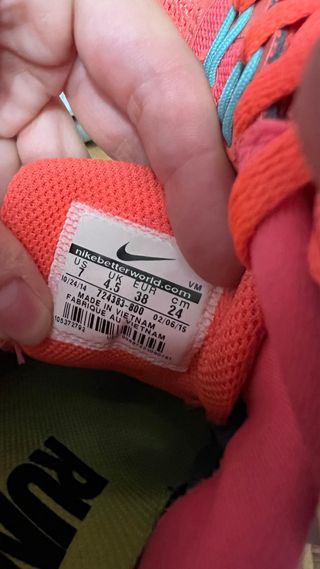 VM
nikebetterworld.com
US UK EUR cm
7 4.5 38 24
10/24/14 724383-800 02/06/15
MADE IN VIETNAM
FABRIQUE AU VIETNAM
RUN